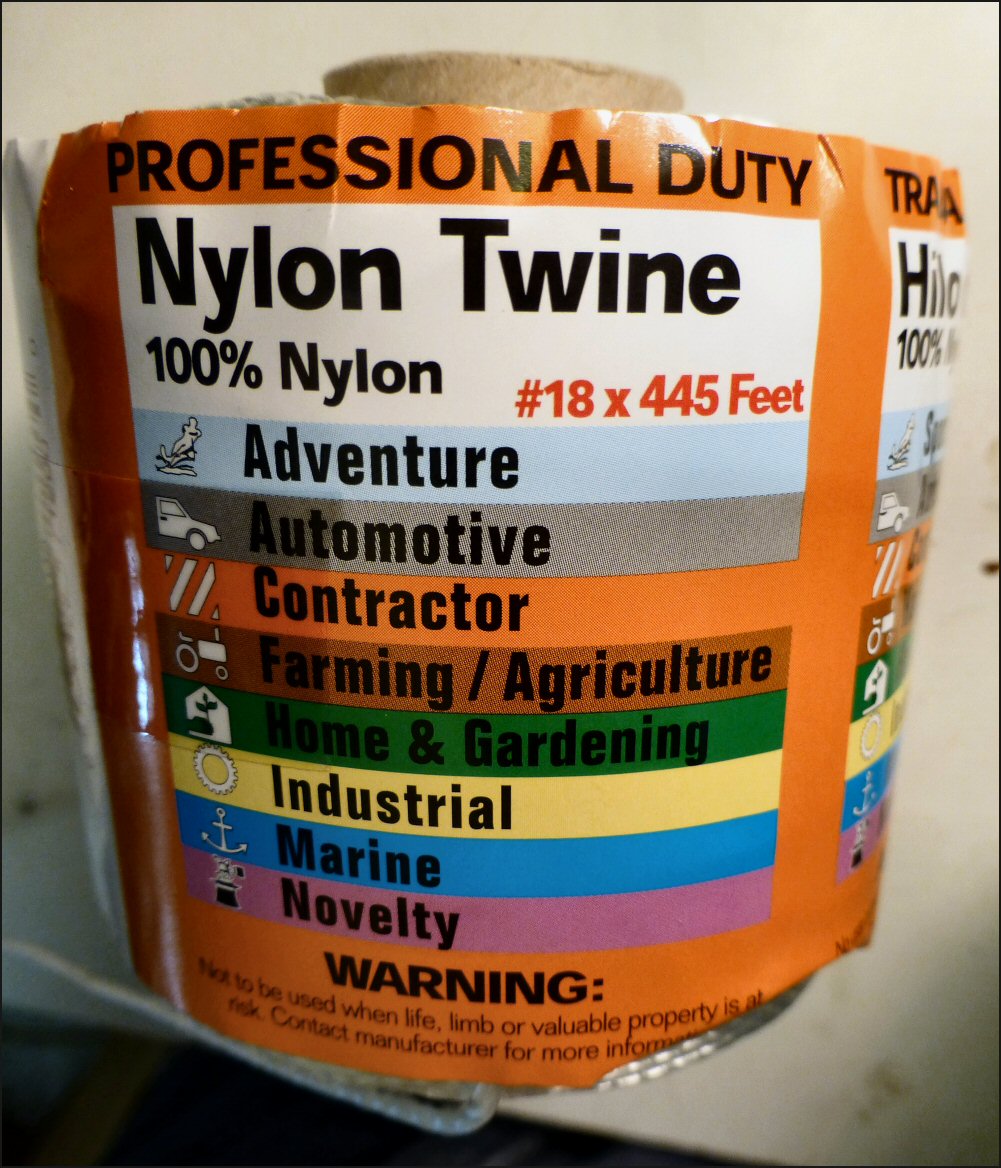 PROFESSIONAL DUTY
Nylon Twine
100% Nylon
#18 x 445 Feet
Adventure
Automotive
Contractor
Farming / Agriculture
Home & Gardening
Industrial
Marine
Novelty
WARNING:
Not to be used when life, limb or valuable property is at
risk. Contact manufacturer for more
Hilo
100%